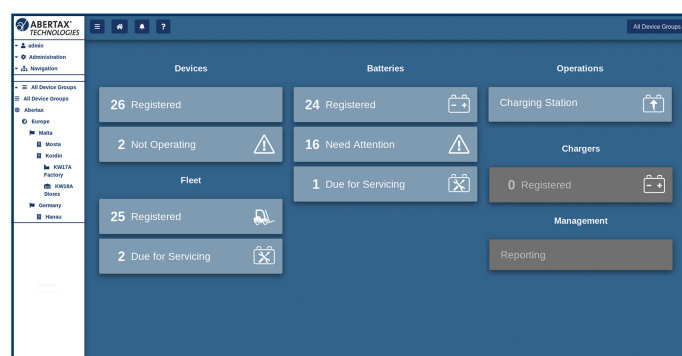 ABERTAX®
TECHNOLOGIES
?
All Device Groups
admin
Administration
Navigation
All Device Groups
All Device Groups
Abertax
Europe
Malta
Mosta
Kordin
KW17A
Factory
KW18A
Stores
Germany
Hanau
Devices
26 Registered
2 Not Operating
Fleet
25 Registered
2 Due for Servicing
Batteries
24 Registered
16 Need Attention
1 Due for Servicing
Operations
Charging Station
Chargers
0 Registered
Management
Reporting